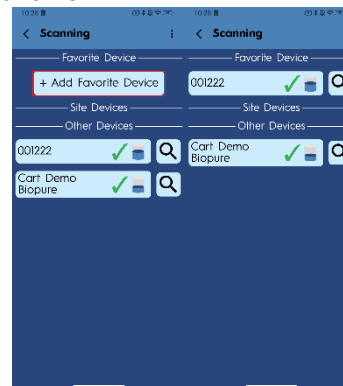 10:26
Scanning
Favorite Device
+ Add Favorite Device
Site Devices
Other Devices
001222
Cart Demo
Biopure
10:26
Scanning
Favorite Device
001222
Site Devices
Other Devices
Cart Demo
Biopure